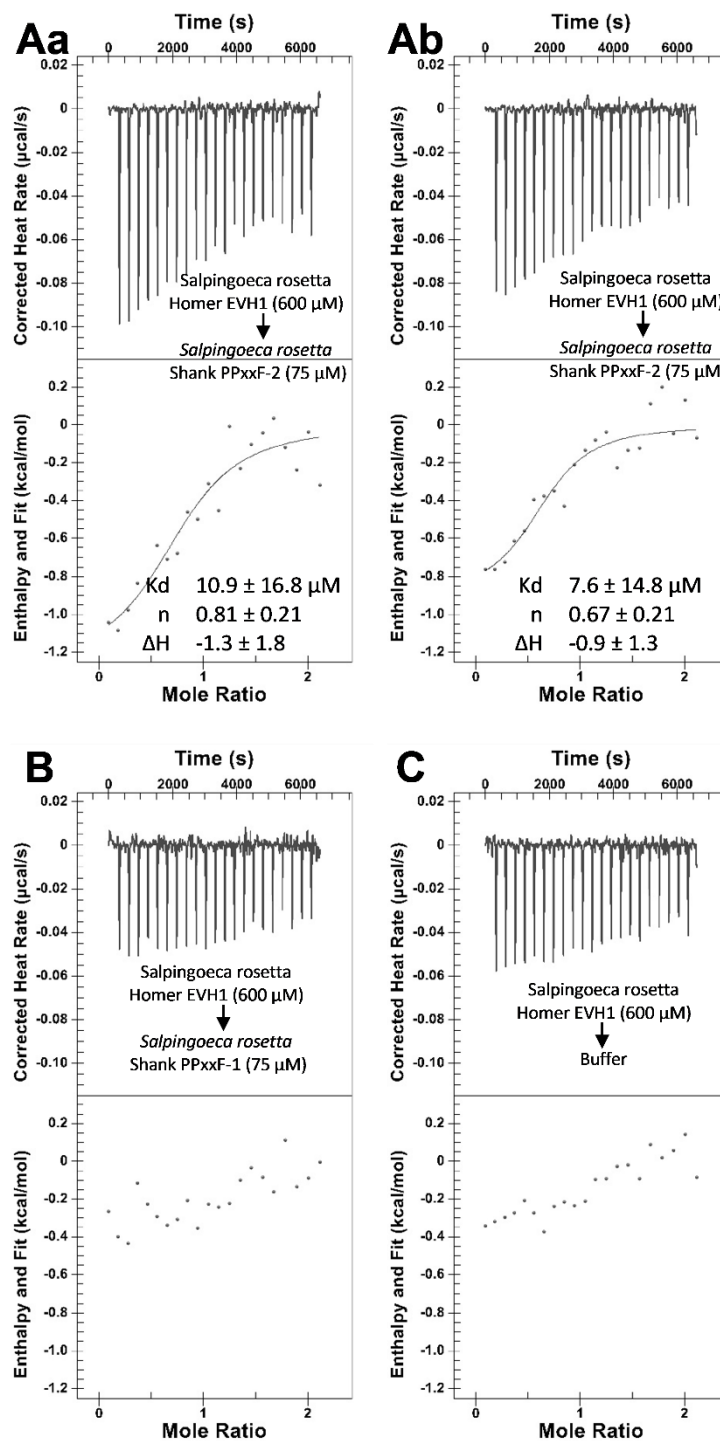 Aa
Time (s)
0 2000 4000 6000
Corrected Heat Rate (µcal/s)
0.02
0
-0.02
-0.04
-0.06
-0.08
-0.10
Salpingoeca rosetta
Homer EVH1 (600 µM)
Salpingoeca rosetta
Shank PPxxF-2 (75 µM)
Enthalpy and Fit (kcal/mol)
0.2
0
-0.2
-0.4
-0.6
-0.8
-1.0
-1.2
Kd 10.9 ± 16.8 µM
n 0.81 ± 0.21
ΔH -1.3 ± 1.8
0 1 2
Mole Ratio
Ab
Time (s)
0 2000 4000 6000
Corrected Heat Rate (µcal/s)
0.02
0
-0.02
-0.04
-0.06
-0.08
-0.10
Salpingoeca rosetta
Homer EVH1 (600 µM)
Salpingoeca rosetta
Shank PPxxF-2 (75 µM)
Enthalpy and Fit (kcal/mol)
0.2
0
-0.2
-0.4
-0.6
-0.8
-1.0
-1.2
Kd 7.6 ± 14.8 µM
n 0.67 ± 0.21
ΔH -0.9 ± 1.3
0 1 2
Mole Ratio
B
Time (s)
0 2000 4000 6000
Corrected Heat Rate (µcal/s)
0.02
0
-0.02
-0.04
-0.06
-0.08
-0.10
Salpingoeca rosetta
Homer EVH1 (600 µM)
Salpingoeca rosetta
Shank PPxxF-1 (75 µM)
Enthalpy and Fit (kcal/mol)
0.2
0
-0.2
-0.4
-0.6
-0.8
-1.0
-1.2
0 1 2
Mole Ratio
C
Time (s)
0 2000 4000 6000
Corrected Heat Rate (µcal/s)
0.02
0
-0.02
-0.04
-0.06
-0.08
-0.10
Salpingoeca rosetta
Homer EVH1 (600 µM)
Buffer
Enthalpy and Fit (kcal/mol)
0.2
0
-0.2
-0.4
-0.6
-0.8
-1.0
-1.2
0 1 2
Mole Ratio